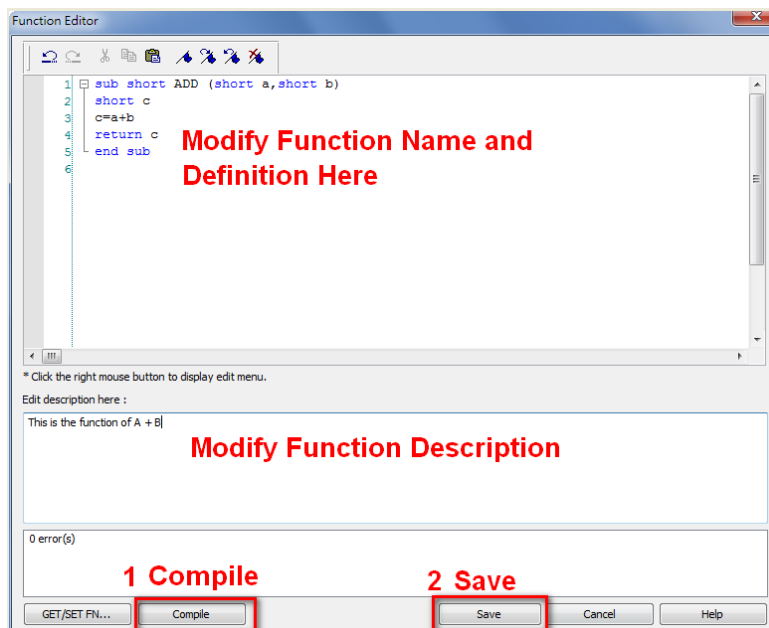 Function Editor
1 sub short ADD (short a,short b)
2 short c
3 c=a+b
4 return c
5 end sub
6
Modify Function Name and
Definition Here
* Click the right mouse button to display edit menu.
Edit description here :
This is the function of A + B
Modify Function Description
0 error(s)
1 Compile
2 Save
GET/SET FN... Compile Save Cancel Help